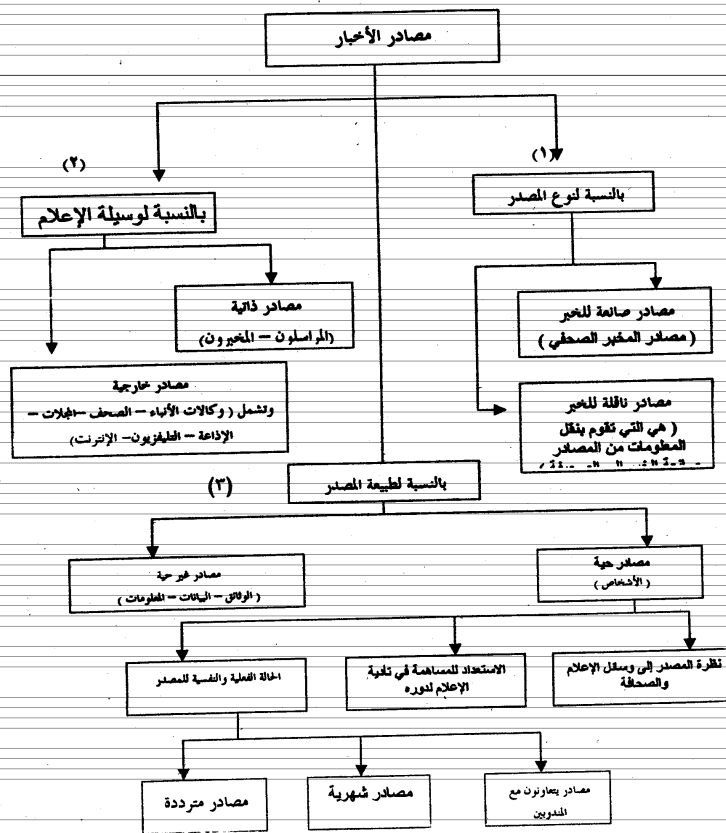 مصادر الأخبار
(١)
بالنسبة لنوع المصدر
مصادر صانعة للخبر
( مصادر المخبر الصحفي )
مصادر ناقلة للخبر
( هي التي تقوم بنقل
المعلومات من المصادر
(٢)
بالنسبة لوسيلة الإعلام
مصادر ذاتية
(المراسلون – المخبرون)
مصادر خارجية
وتشمل ( وكالات الأنباء – الصحف – المجلات –
الإذاعة – التليفزيون – الإنترنت)
(٣)
بالنسبة لطبيعة المصدر
مصادر حية
( الأشخاص )
مصادر غير حية
( الوثائق – البيانات – المعلومات )
نظرة المصدر إلى وسائل الإعلام
والصحافة
الاستعداد للمساهمة في تأدية
الإعلام لدوره
الحالة الفعلية والنفسية للمصدر
مصادر يتعاونون مع
المندوبين
مصادر شهرية
مصادر مترددة